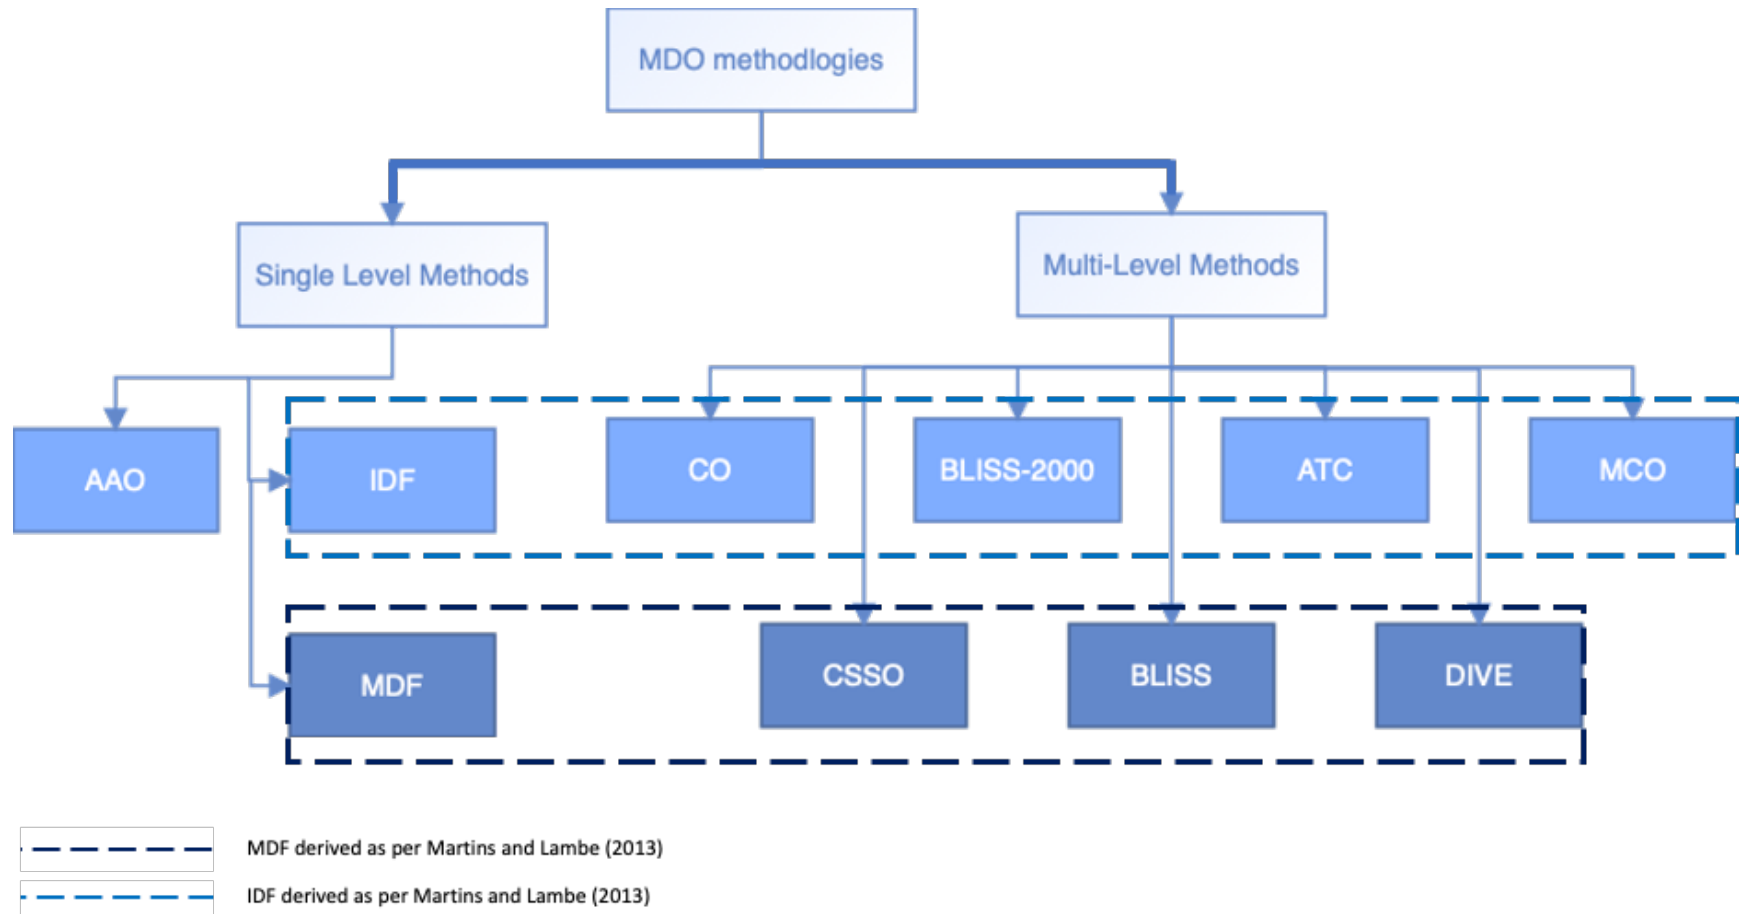 MDO methodlogies
Single Level Methods
Multi-Level Methods
AAO
IDF
CO
BLISS-2000
ATC
MCO
MDF
CSSO
BLISS
DIVE
MDF derived as per Martins and Lambe (2013)
IDF derived as per Martins and Lambe (2013)